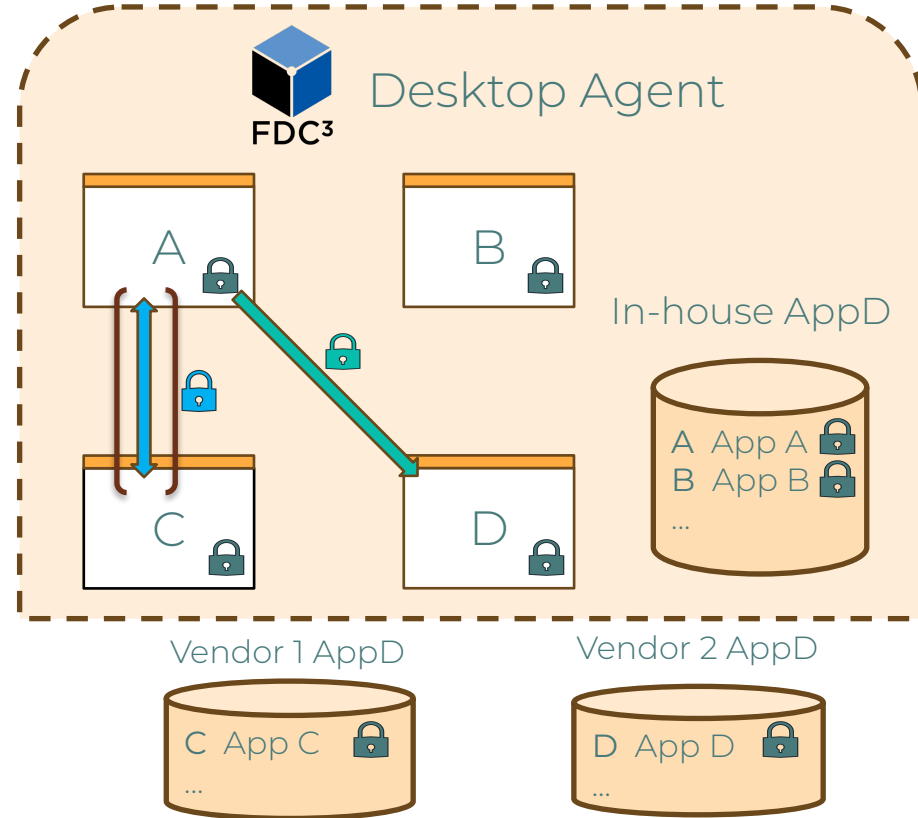 FDC³
Desktop Agent
A
B
C
D
In-house AppD
A App A
B App B
...
Vendor 1 AppD
C App C
...
Vendor 2 AppD
D App D
...